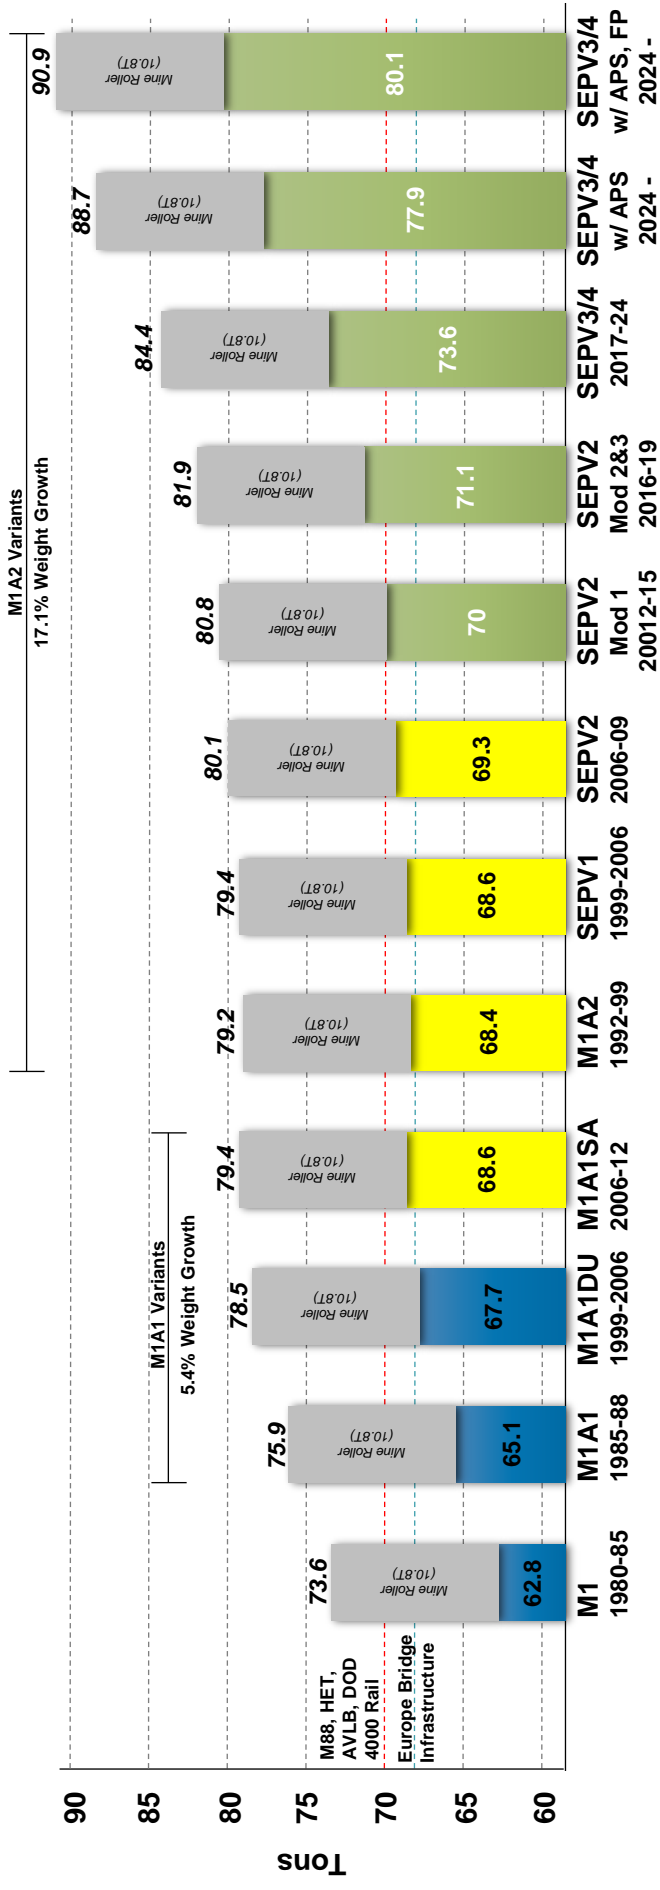 M1A2 Variants
17.1% Weight Growth
M1A1 Variants
5.4% Weight Growth
Tons
90
85
80
75
70
65
60
M88, HET,
AVLB, DOD
4000 Rail
Europe Bridge
Infrastructure
73.6
Mine Roller
(10.8T)
62.8
M1
1980-85
75.9
Mine Roller
(10.8T)
65.1
M1A1
1985-88
78.5
Mine Roller
(10.8T)
67.7
M1A1DU
1999-2006
79.4
Mine Roller
(10.8T)
68.6
M1A1SA
2006-12
79.2
Mine Roller
(10.8T)
68.4
M1A2
1992-99
79.4
Mine Roller
(10.8T)
68.6
SEPV1
1999-2006
80.1
Mine Roller
(10.8T)
69.3
SEPV2
2006-09
80.8
Mine Roller
(10.8T)
70
SEPV2
Mod 1
20012-15
81.9
Mine Roller
(10.8T)
71.1
SEPV2
Mod 2&3
2016-19
84.4
Mine Roller
(10.8T)
73.6
SEPV3/4
2017-24
88.7
Mine Roller
(10.8T)
77.9
SEPV3/4
w/ APS
2024 -
90.9
Mine Roller
(10.8T)
80.1
SEPV3/4
w/ APS, FP
2024 -